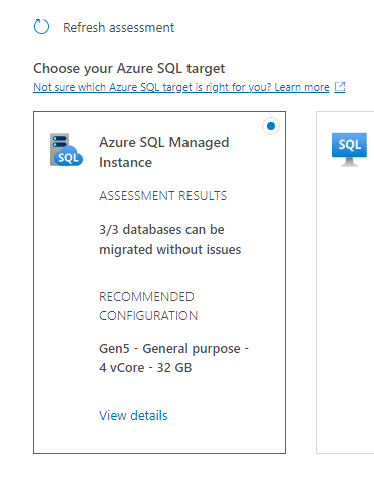 Refresh assessment
Choose your Azure SQL target
Not sure which Azure SQL target is right for you? Learn more
Azure SQL Managed
Instance
SQL
SQL
ASSESSMENT RESULTS
3/3 databases can be
migrated without issues
RECOMMENDED
CONFIGURATION
Gen5 - General purpose -
4 vCore - 32 GB
View details